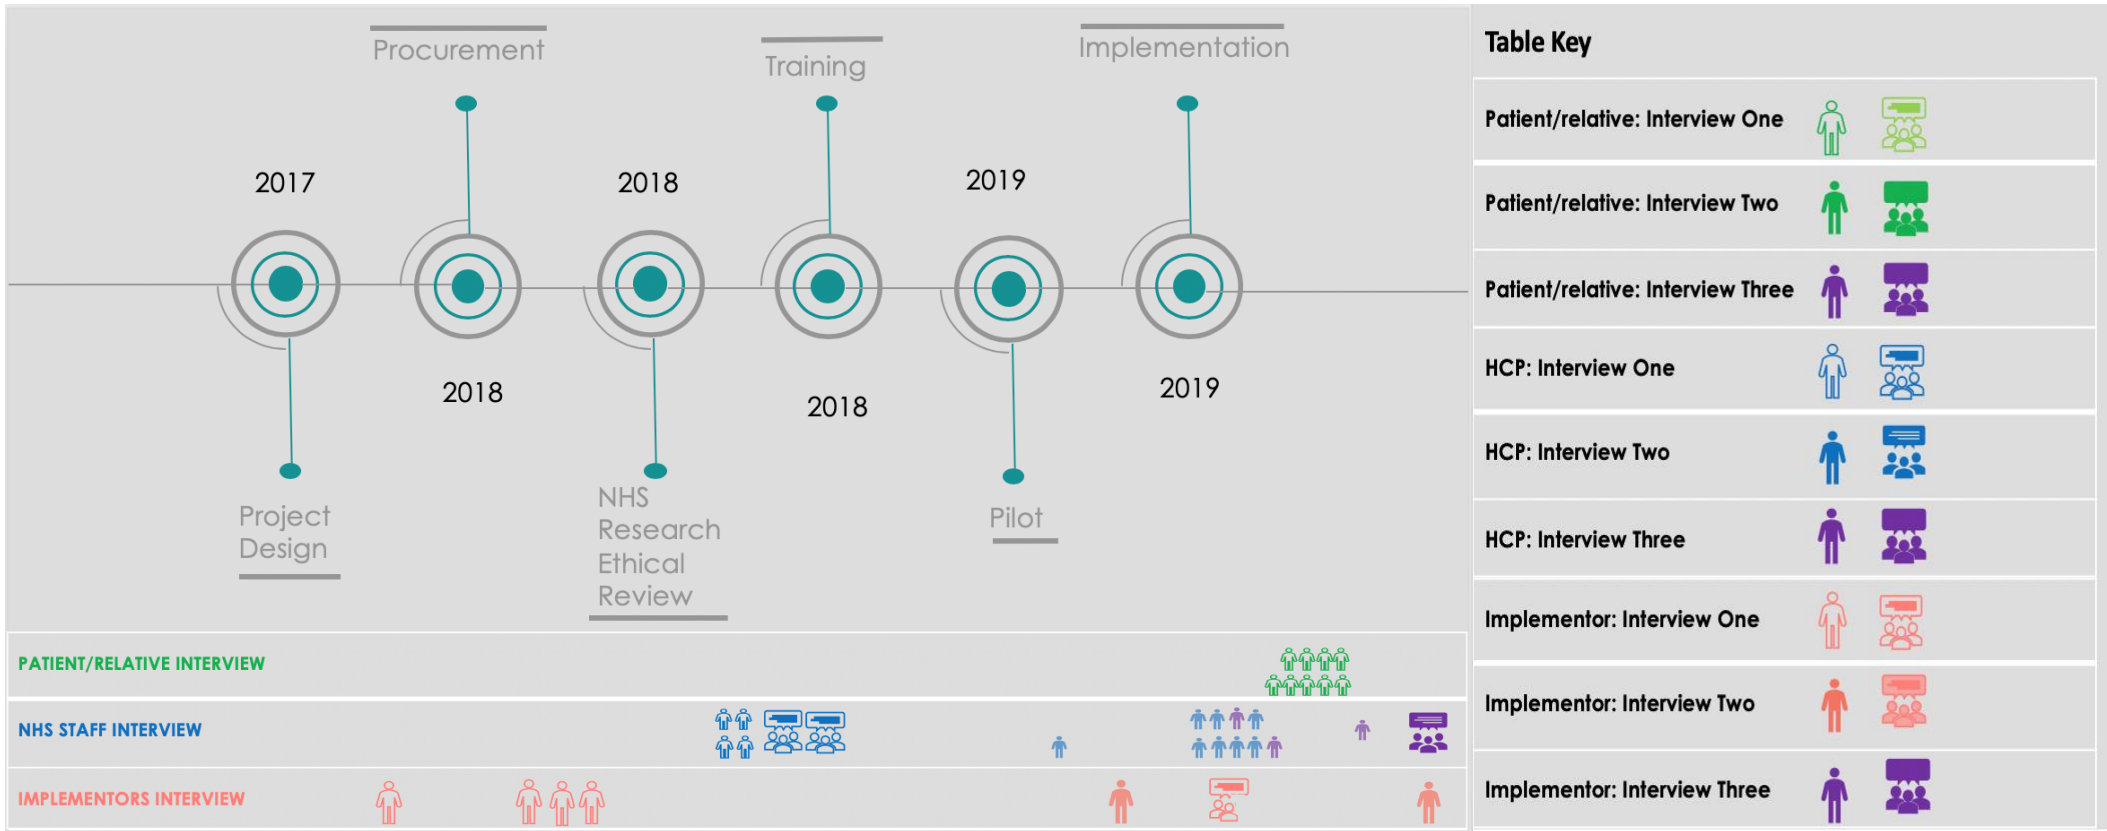 Procurement
Training
Implementation
2017
2018
2019
2018
2018
2019
Project
Design
NHS
Research
Ethical
Review
Pilot
PATIENT/RELATIVE INTERVIEW
NHS STAFF INTERVIEW
IMPLEMENTORS INTERVIEW
Table Key
Patient/relative: Interview One
Patient/relative: Interview Two
Patient/relative: Interview Three
HCP: Interview One
HCP: Interview Two
HCP: Interview Three
Implementor: Interview One
Implementor: Interview Two
Implementor: Interview Three